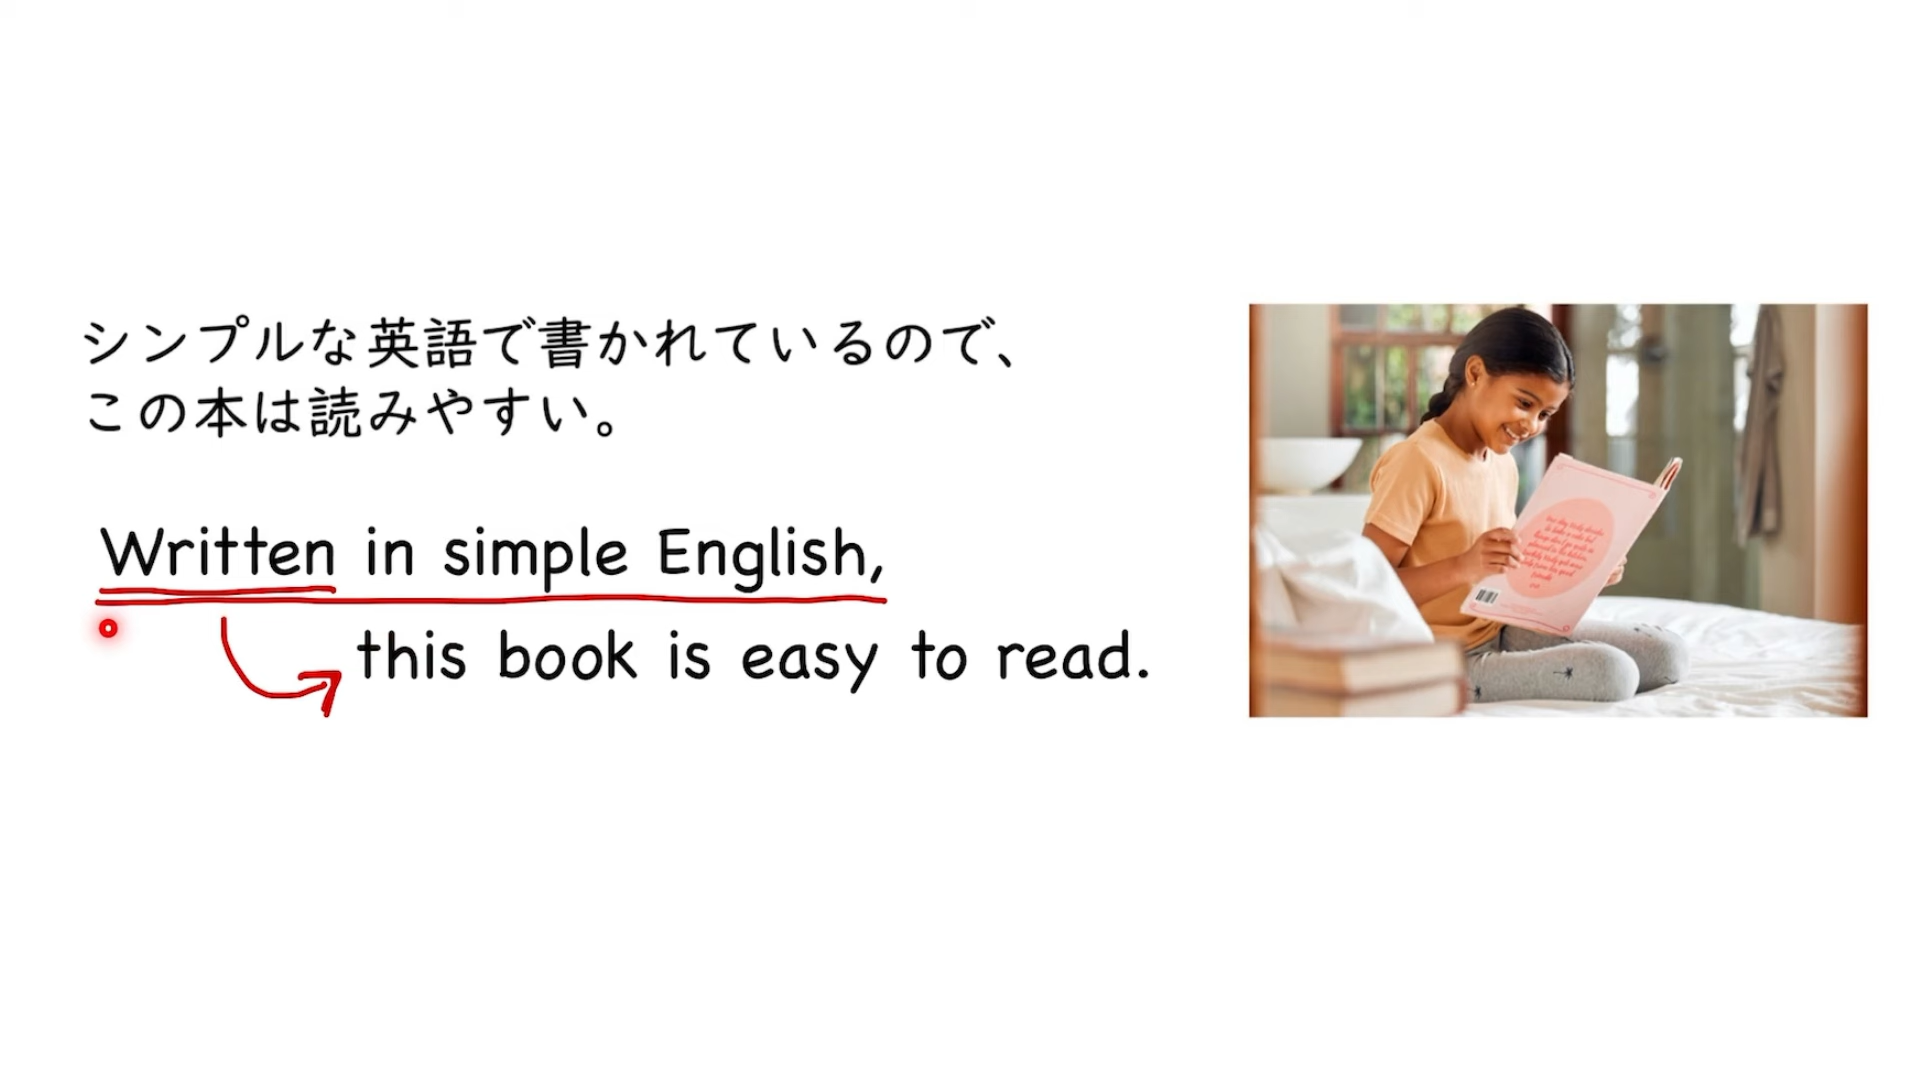 シンプルな英語で書かれているので、
この本は読みやすい。
Written in simple English,
this book is easy to read.